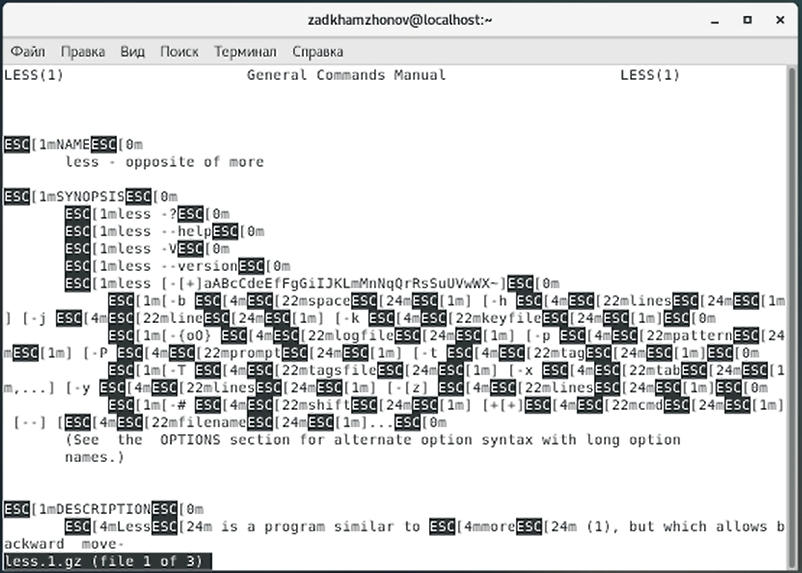 zadkhamzhonov@localhost:~
Файл Правка Вид Поиск Терминал Справка
LESS(1) General Commands Manual LESS(1)
ESC[1mNAMEESC[0m
less - opposite of more
ESC[1mSYNOPSISESC[0m
ESC[1mless -?ESC[0m
ESC[1mless --helpESC[0m
ESC[1mless -VESC[0m
ESC[1mless --versionESC[0m
ESC[1mless [-[+]aABcCdeEfFgGiIJKLmMnNqQrRsSuUVwWX~]ESC[0m
ESC[1m[-b ESC[4mESC[22mspaceESC[24mESC[1m] [-h ESC[4mESC[22mlinesESC[24mESC[1m
] [-j ESC[4mESC[22mlineESC[24mESC[1m] [-k ESC[4mESC[22mkeyfileESC[24mESC[1m]ESC[0m
ESC[1m[-{oO} ESC[4mESC[22mlogfileESC[24mESC[1m] [-p ESC[4mESC[22mpatternESC[24
mESC[1m] [-P ESC[4mESC[22mpromptESC[24mESC[1m] [-t ESC[4mESC[22mtagESC[24mESC[1m]ESC[0m
ESC[1m[-T ESC[4mESC[22mtagsfileESC[24mESC[1m] [-x ESC[4mESC[22mtabESC[24mESC[1
m,...] [-y ESC[4mESC[22mlinesESC[24mESC[1m] [-[z] ESC[4mESC[22mlinesESC[24mESC[1m]ESC[0m
ESC[1m[-# ESC[4mESC[22mshiftESC[24mESC[1m] [+[+]ESC[4mESC[22mcmdESC[24mESC[1m]
[--] [ESC[4mESC[22mfilenameESC[24mESC[1m]...ESC[0m
(See the OPTIONS section for alternate option syntax with long option
names.)
ESC[1mDESCRIPTIONESC[0m
ESC[4mLessESC[24m is a program similar to ESC[4mmoreESC[24m (1), but which allows b
ackward move-
less.1.gz (file 1 of 3)